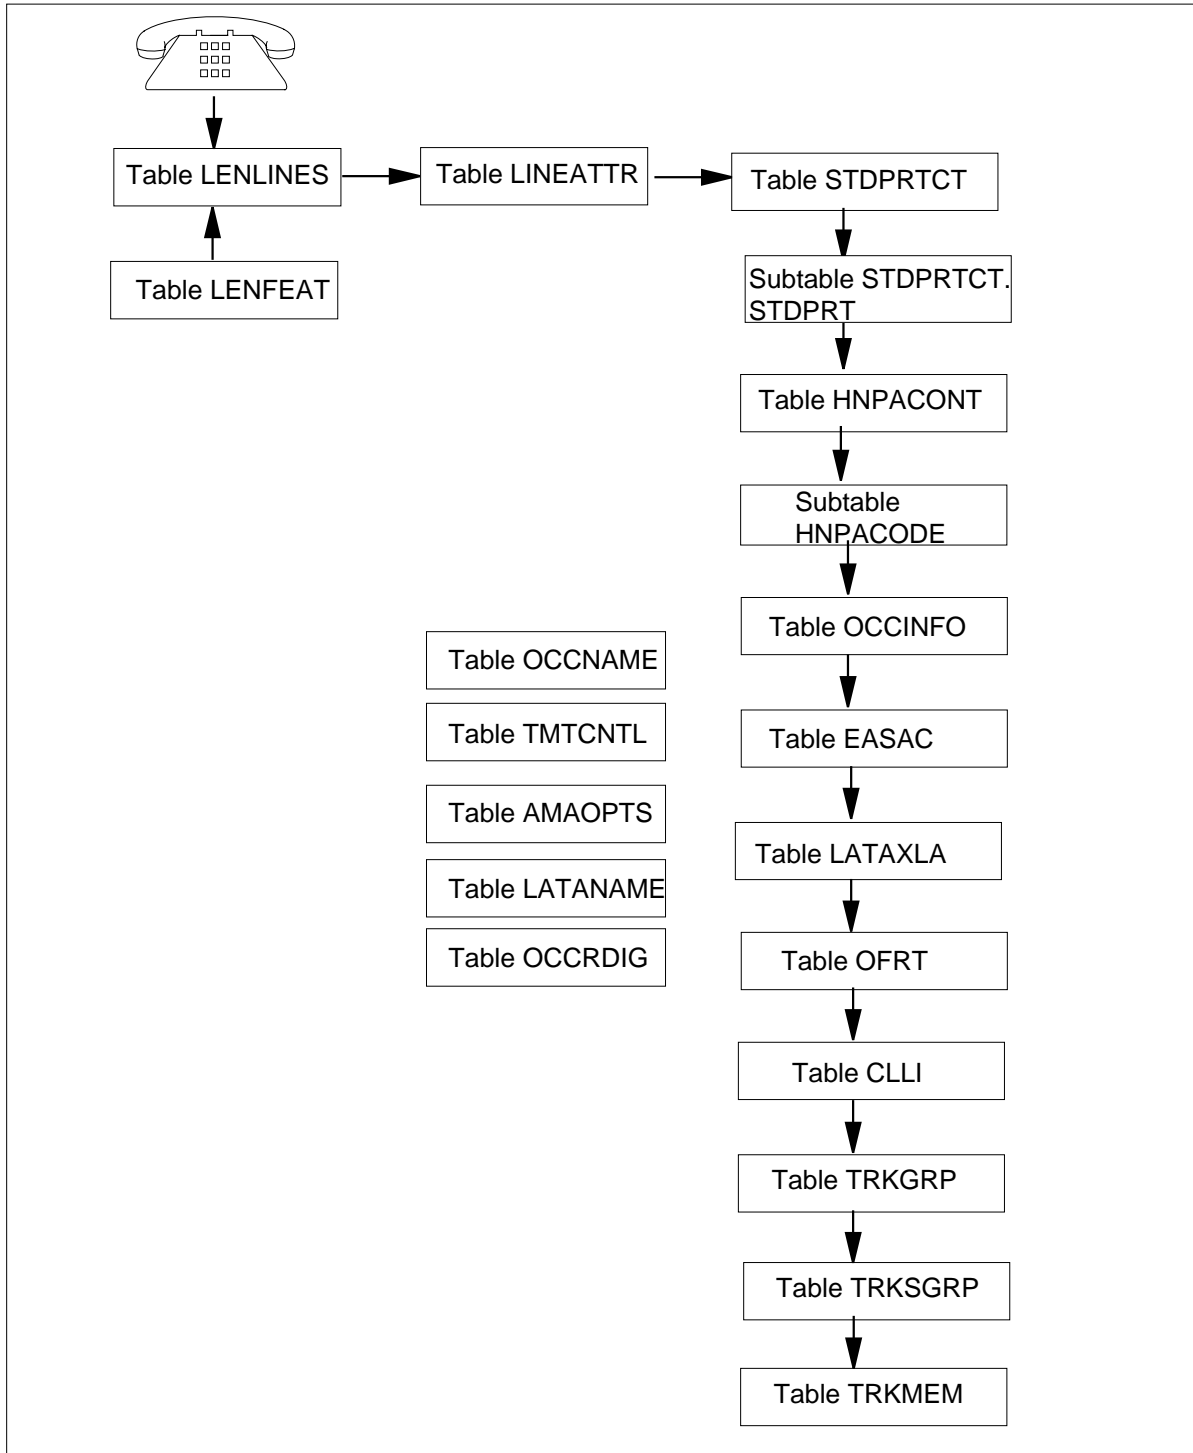 Table LENLINES
Table LINEATTR
Table STDPRTCT
Table LENFEAT
Subtable STDPRTCT.
STDPRT
Table HNPACONT
Subtable
HNPACODE
Table OCCINFO
Table OCCNAME
Table TMTCNTL
Table EASAC
Table AMAOPTS
Table LATAXLA
Table LATANAME
Table OCCRDIG
Table OFRT
Table CLLI
Table TRKGRP
Table TRKSGRP
Table TRKMEM